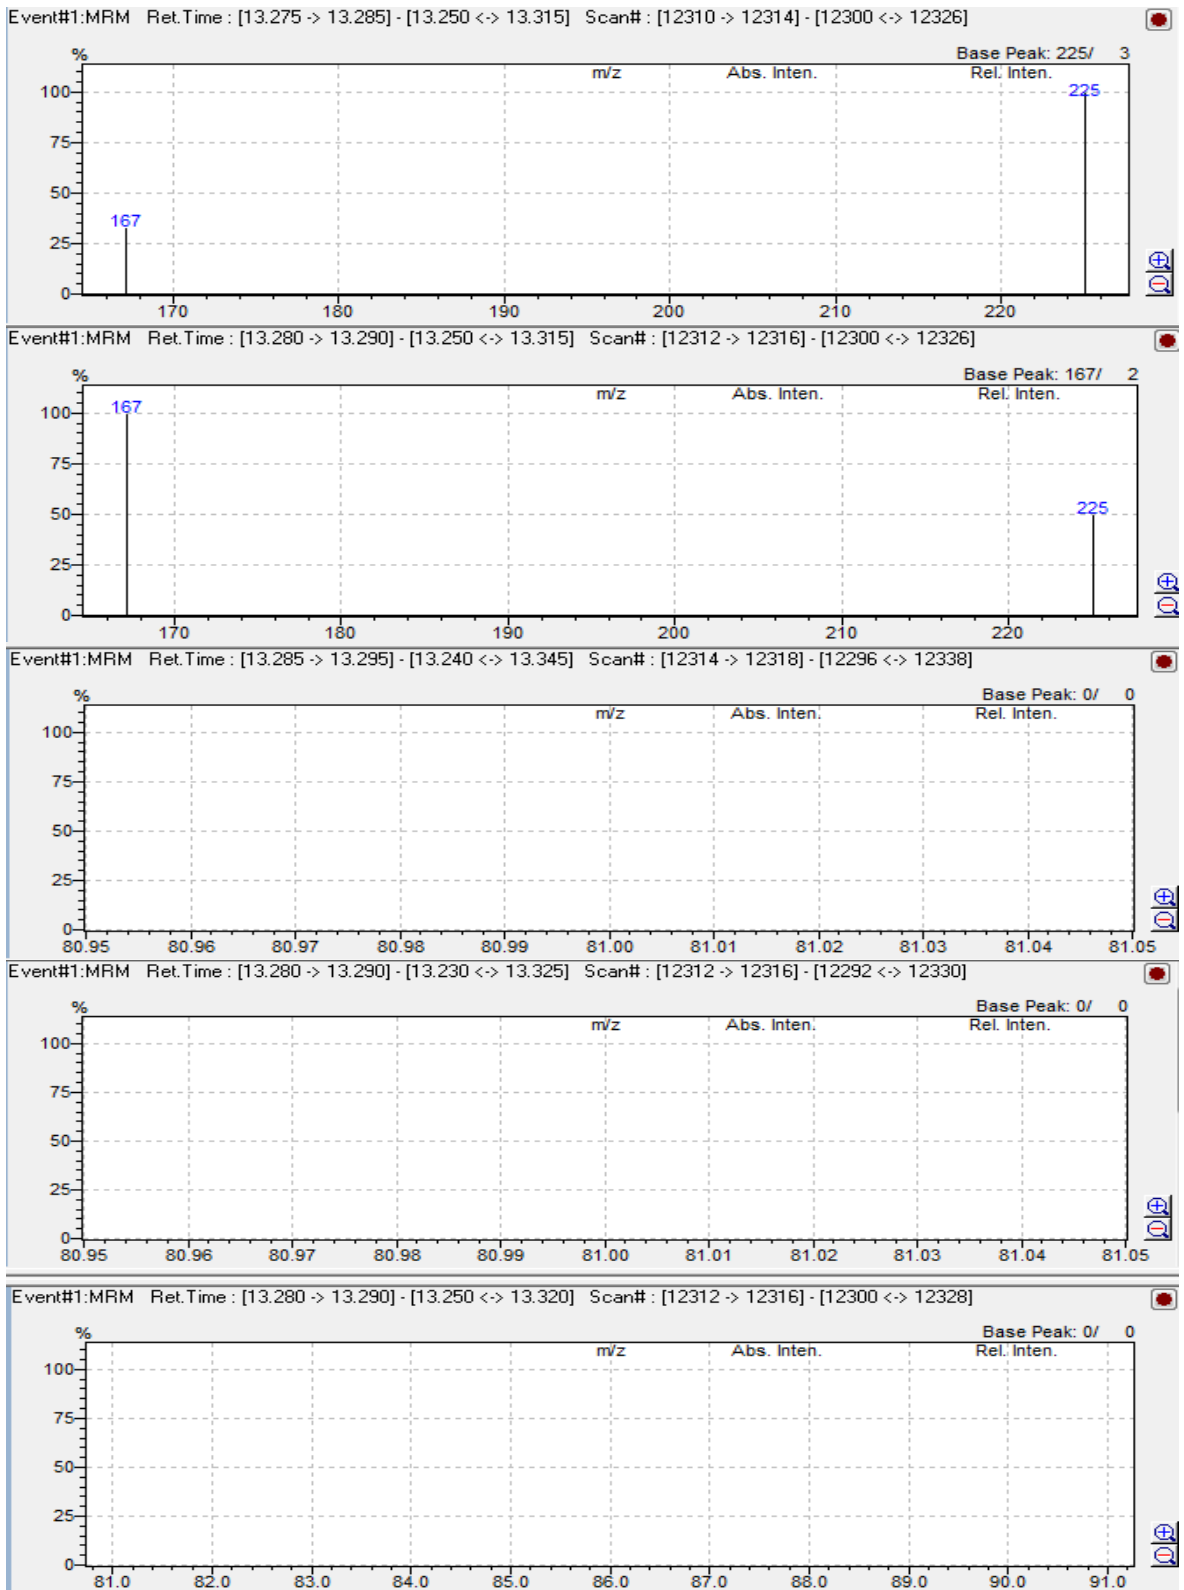 Event#1:MRM Ret.Time : [13.275 -> 13.285] - [13.250 <-> 13.315] Scan# : [12310 -> 12314] - [12300 <-> 12326]
% Base Peak: 225/ 3
m/z Abs. Inten. Rel. Inten.
100 225
75
50
167
25
0
170 180 190 200 210 220
Event#1:MRM Ret.Time : [13.280 -> 13.290] - [13.250 <-> 13.315] Scan# : [12312 -> 12316] - [12300 <-> 12326]
% Base Peak: 167/ 2
m/z Abs. Inten. Rel. Inten.
100 167
75
50 225
25
0
170 180 190 200 210 220
Event#1:MRM Ret.Time : [13.285 -> 13.295] - [13.240 <-> 13.345] Scan# : [12314 -> 12318] - [12296 <-> 12338]
% Base Peak: 0/ 0
m/z Abs. Inten. Rel. Inten.
100
75
50
25
0
80.95 80.96 80.97 80.98 80.99 81.00 81.01 81.02 81.03 81.04 81.05
Event#1:MRM Ret.Time : [13.280 -> 13.290] - [13.230 <-> 13.325] Scan# : [12312 -> 12316] - [12292 <-> 12330]
% Base Peak: 0/ 0
m/z Abs. Inten. Rel. Inten.
100
75
50
25
0
80.95 80.96 80.97 80.98 80.99 81.00 81.01 81.02 81.03 81.04 81.05
Event#1:MRM Ret.Time : [13.280 -> 13.290] - [13.250 <-> 13.320] Scan# : [12312 -> 12316] - [12300 <-> 12328]
% Base Peak: 0/ 0
m/z Abs. Inten. Rel. Inten.
100
75
50
25
0
81.0 82.0 83.0 84.0 85.0 86.0 87.0 88.0 89.0 90.0 91.0